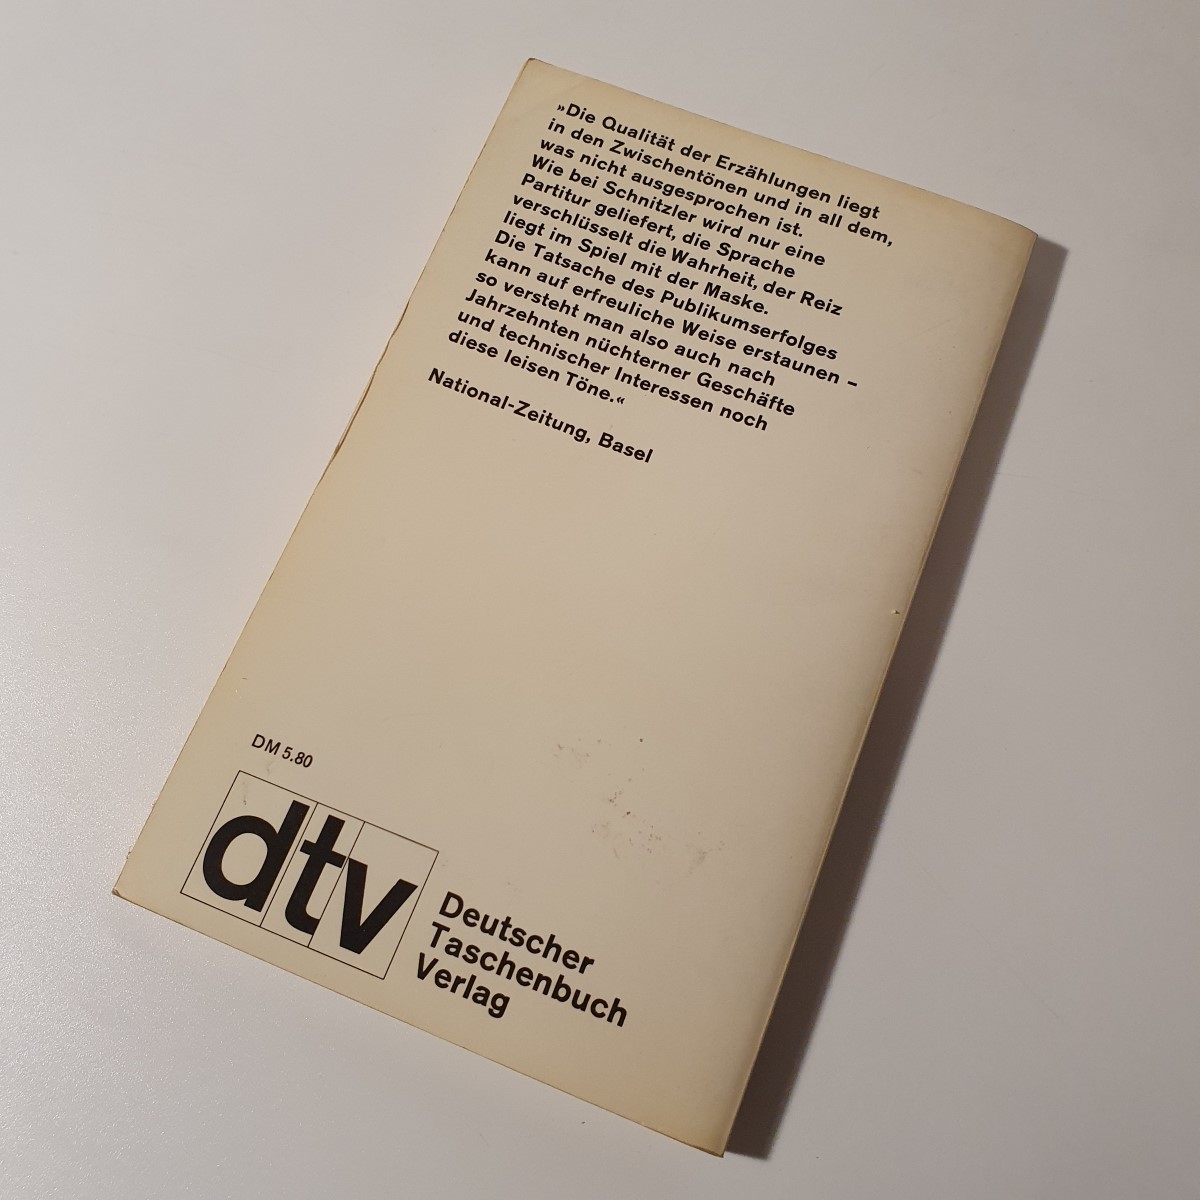 »Die Qualität der Erzählungen liegt
in den Zwischentönen und in all dem,
was nicht ausgesprochen ist.
Wie bei Schnitzler wird nur eine
Partitur geliefert, die Sprache
verschlüsselt die Wahrheit, der Reiz
liegt im Spiel mit der Maske.
Die Tatsache des Publikumserfolges
kann auf erfreuliche Weise erstaunen –
so versteht man also auch nach
Jahrzehnten nüchterner Geschäfte
und technischer Interessen noch
diese leisen Töne.«
National-Zeitung, Basel
DM 5.80
dtv
Deutscher
Taschenbuch
Verlag